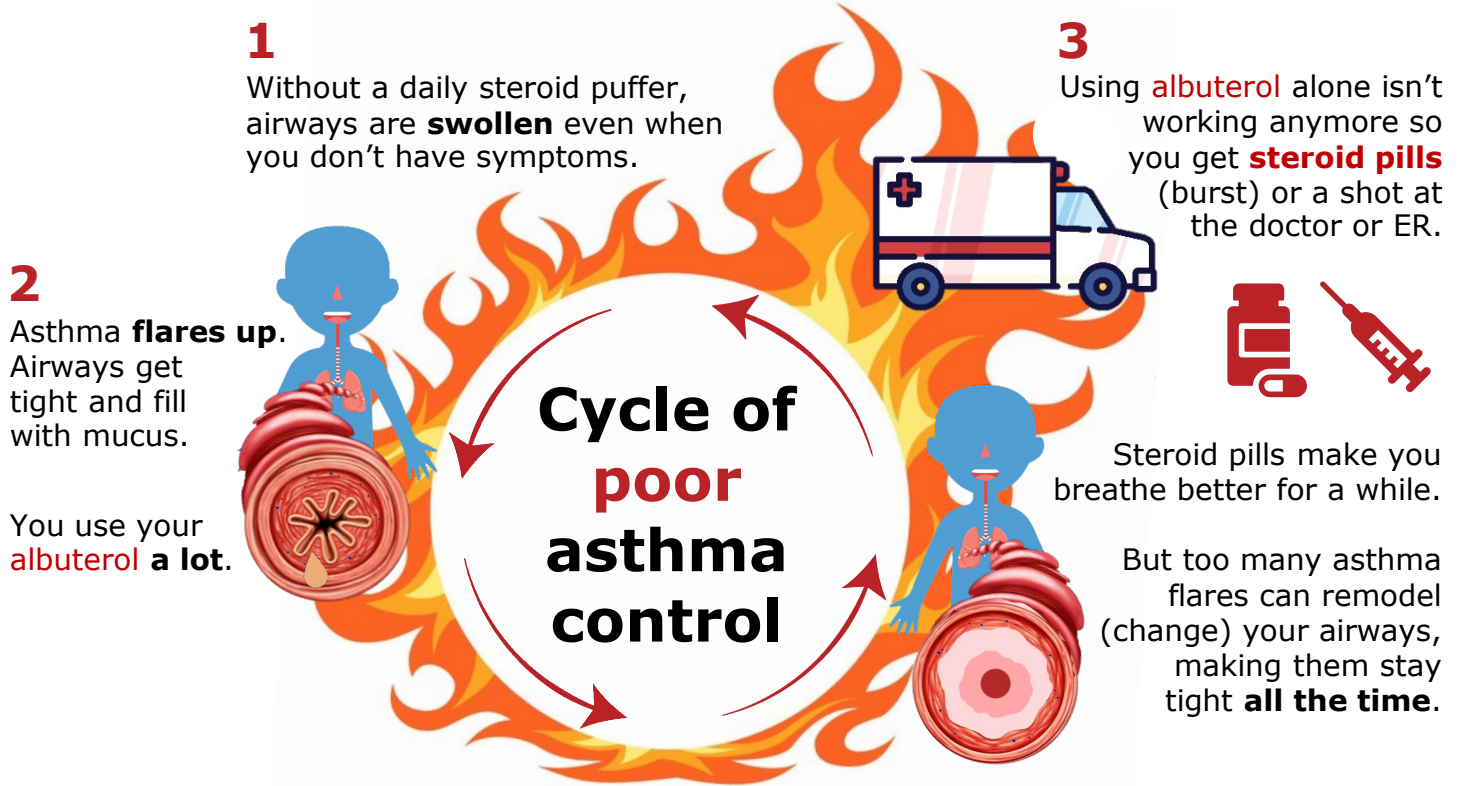 1
Without a daily steroid puffer,
airways are swollen even when
you don’t have symptoms.
2
Asthma flares up.
Airways get
tight and fill
with mucus.
You use your
albuterol a lot.
3
Using albuterol alone isn’t
working anymore so
you get steroid pills
(burst) or a shot at
the doctor or ER.
Steroid pills make you
breathe better for a while.
But too many asthma
flares can remodel
(change) your airways,
making them stay
tight all the time.
Cycle of
poor
asthma
control